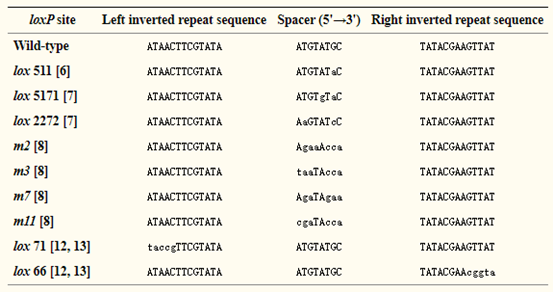 loxP site Left inverted repeat sequence Spacer (5'→3') Right inverted repeat sequence
Wild-type ATAACTTCGTATA ATGTATGC TATACGAAGTTAT
lox 511 [6] ATAACTTCGTATA ATGTATaC TATACGAAGTTAT
lox 5171 [7] ATAACTTCGTATA ATGTgTaC TATACGAAGTTAT
lox 2272 [7] ATAACTTCGTATA AaGTATcC TATACGAAGTTAT
m2 [8] ATAACTTCGTATA AgaaAcca TATACGAAGTTAT
m3 [8] ATAACTTCGTATA taaTAcca TATACGAAGTTAT
m7 [8] ATAACTTCGTATA AgaTAgaa TATACGAAGTTAT
m11 [8] ATAACTTCGTATA cgaTAcca TATACGAAGTTAT
lox 71 [12, 13] taccgTTCGTATA ATGTATGC TATACGAAGTTAT
lox 66 [12, 13] ATAACTTCGTATA ATGTATGC TATACGAAcggta